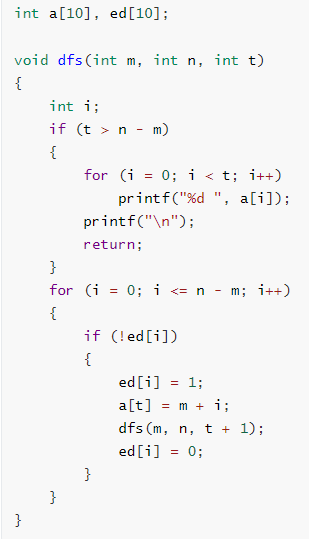 int a[10], ed[10];

void dfs(int m, int n, int t)
{
    int i;
    if (t > n - m)
    {
        for (i = 0; i < t; i++)
            printf("%d ", a[i]);
        printf("\n");
        return;
    }
    for (i = 0; i <= n - m; i++)
    {
        if (!ed[i])
        {
            ed[i] = 1;
            a[t] = m + i;
            dfs(m, n, t + 1);
            ed[i] = 0;
        }
    }
}